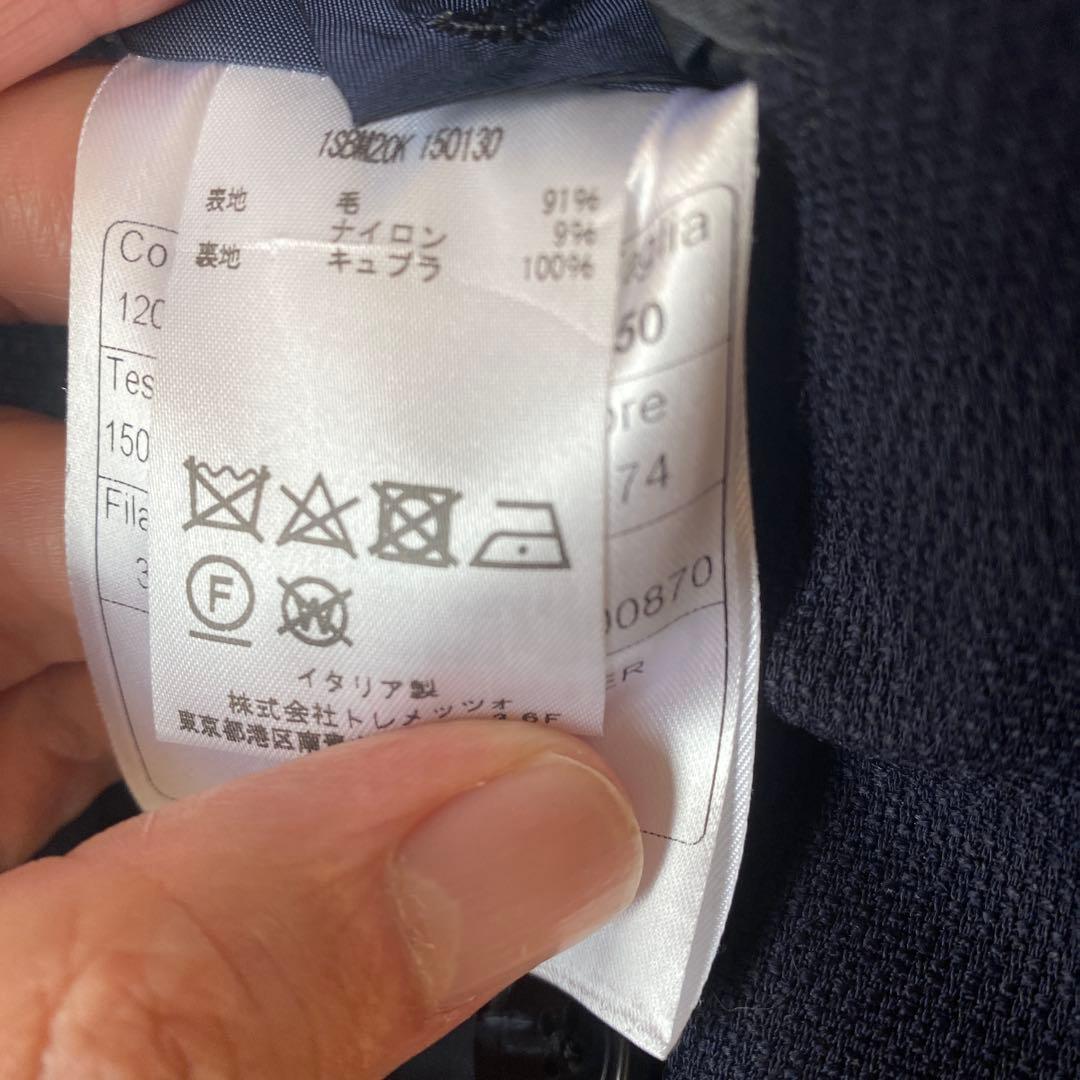 1SBM20K 150130
表地 毛 91%
ナイロン 9%
裏地 キュプラ 100%
Co
120
50
Tes
150
74
Fila
3
00870
ER
F
W
イタリア製
株式会社トレメッツォ
東京都港区南 3 6F